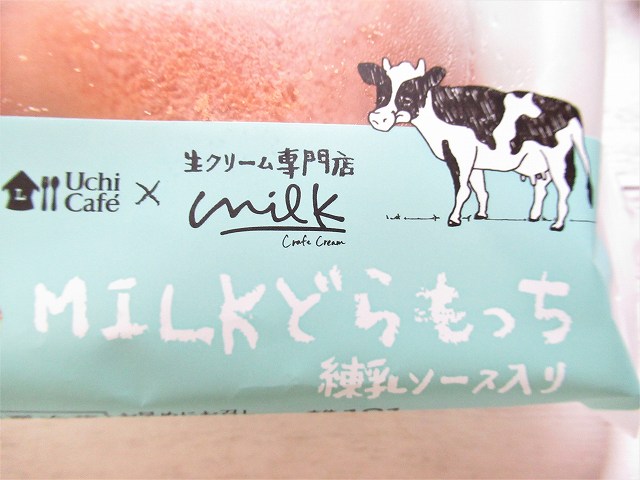 Uchi Café × 生クリーム専門店
milk
Crafe Cream
MILKどらもっち
練乳ソース入り